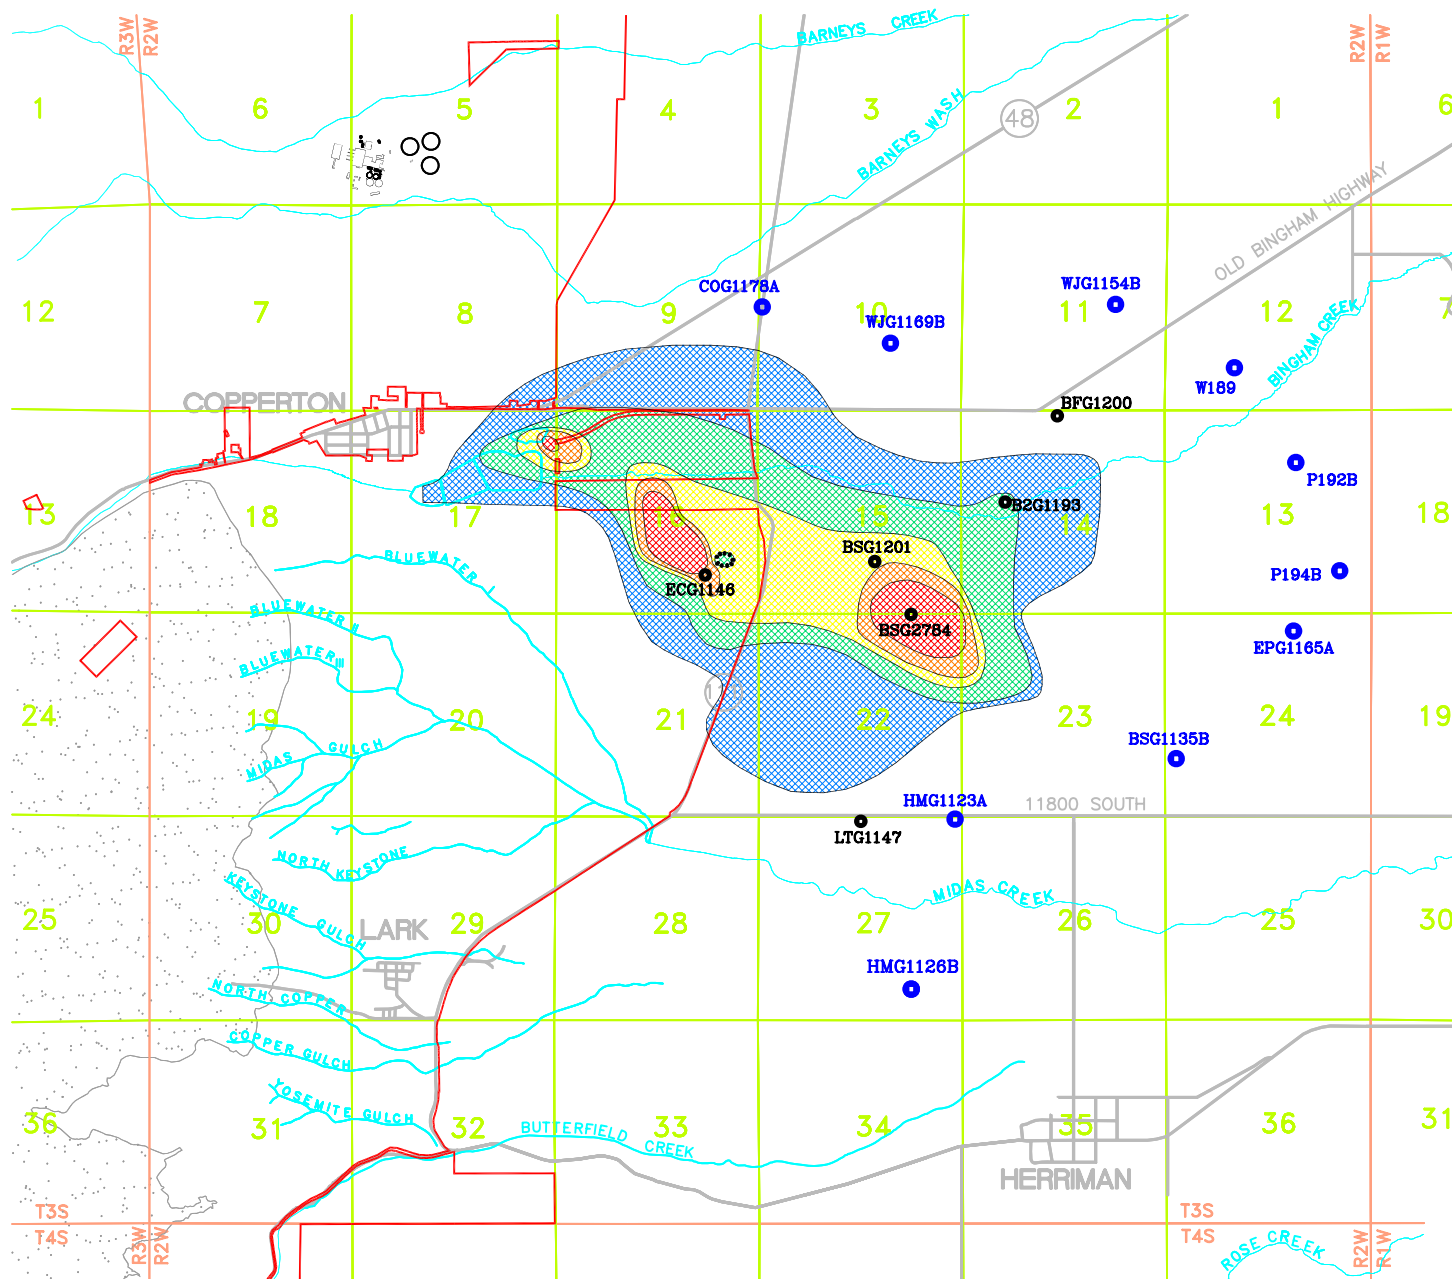 R3W
R2W
BARNEYS CREEK
R2W
R1W
1
6
5
4
3
2
1
6
48
BARNEYS WASH
OLD BINGHAM HIGHWAY
COG1178A
WJG1154B
12
7
8
9
10
11
12
7
WJG1169B
BINGHAM CREEK
W189
COPPERTON
BFG1200
P192B
13
18
17
16
15
B2G1193
14
13
18
BSG1201
BLUEWATER I
ECG1146
P194B
BLUEWATER II
BSG2784
EPG1165A
BLUEWATER III
111
24
19
20
21
22
23
24
19
MIDAS GULCH
BSG1135B
HMG1123A
11800 SOUTH
LTG1147
NORTH KEYSTONE
KEYSTONE GULCH
MIDAS CREEK
25
30
LARK
29
28
27
26
25
30
HMG1126B
NORTH COPPER
COPPER GULCH
YOSEMITE GULCH
36
31
32
BUTTERFIELD CREEK
33
34
35
36
31
HERRIMAN
T3S
T4S
R3W
R2W
T3S
T4S
ROSE CREEK
R2W
R1W